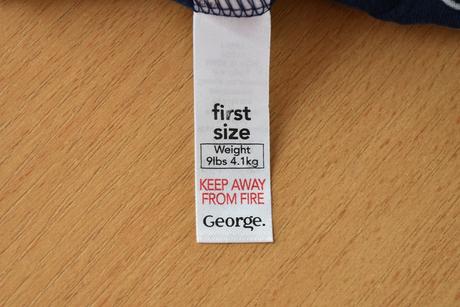 first
size
Weight
9lbs 4.1kg
KEEP AWAY
FROM FIRE
George.